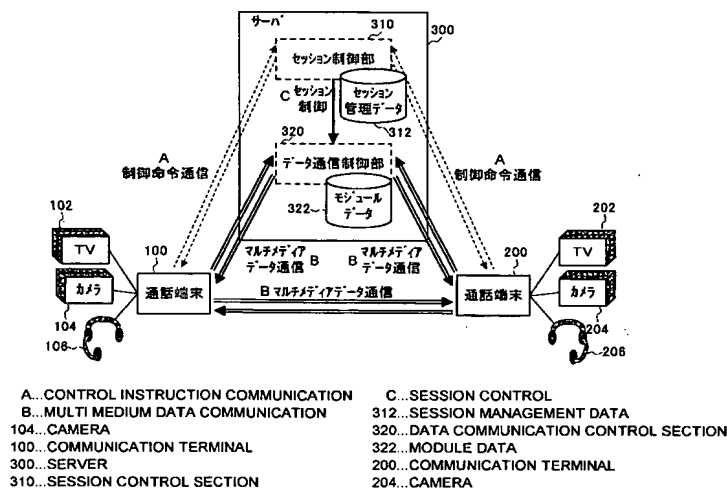 サーバ
310
300
セッション制御部
C セッション制御
セッション管理データ
312
320
データ通信制御部
A
制御命令通信
A
制御命令通信
322
モジュールデータ
102
TV
202
TV
100
200
マルチメディアデータ通信 B
B マルチメディアデータ通信
カメラ
通話端末
通話端末
カメラ
104
B マルチメディアデータ通信
204
106
206
A...CONTROL INSTRUCTION COMMUNICATION
B...MULTI MEDIUM DATA COMMUNICATION
104...CAMERA
100...COMMUNICATION TERMINAL
300...SERVER
310...SESSION CONTROL SECTION
C...SESSION CONTROL
312...SESSION MANAGEMENT DATA
320...DATA COMMUNICATION CONTROL SECTION
322...MODULE DATA
200...COMMUNICATION TERMINAL
204...CAMERA